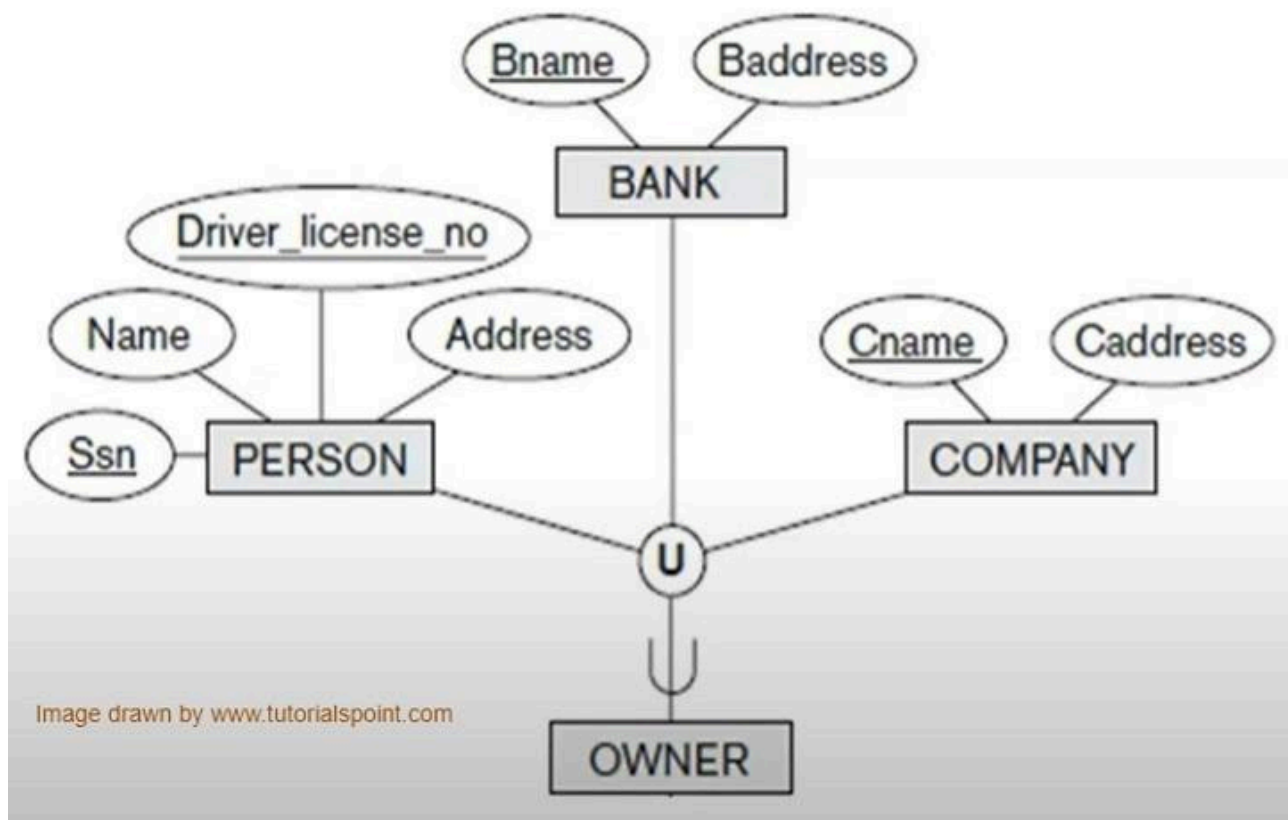 Bname Baddress
BANK
Driver_license_no
Name Address
Cname Caddress
Ssn PERSON COMPANY
U
Image drawn by www.tutorialspoint.com
OWNER